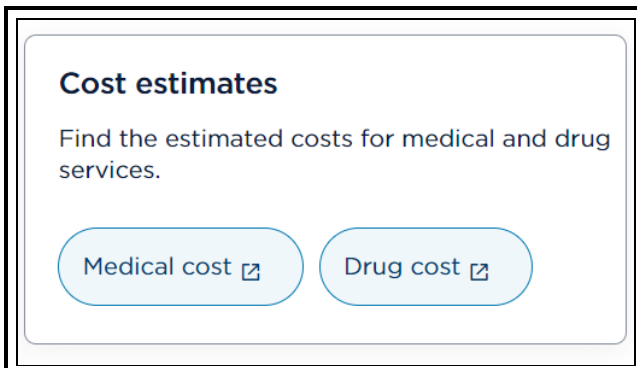 Cost estimates
Find the estimated costs for medical and drug
services.
Medical cost
Drug cost